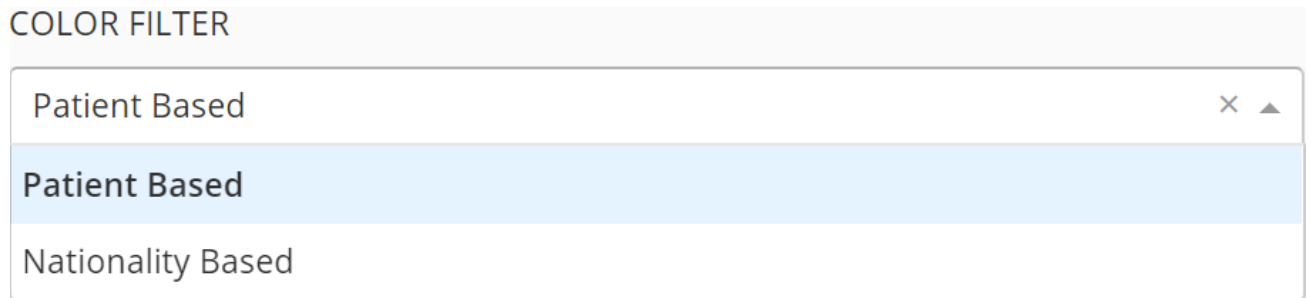 COLOR FILTER
Patient Based
Patient Based
Nationality Based